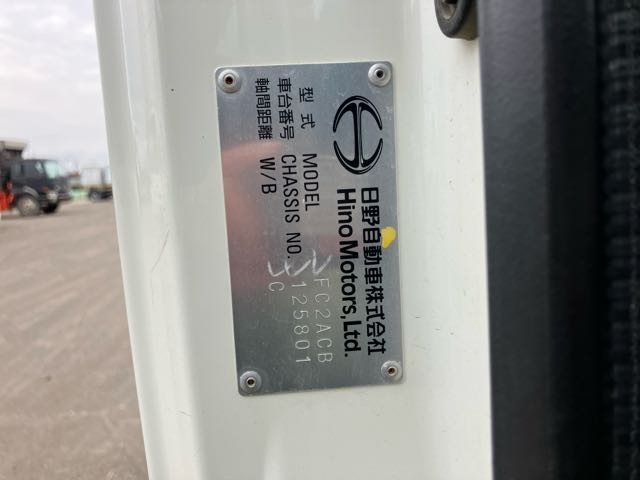 日野自動車株式会社
Hino Motors, Ltd.
型式 MODEL FC2ACB
車台番号 CHASSIS NO. 125801
軸間距離 W/B C